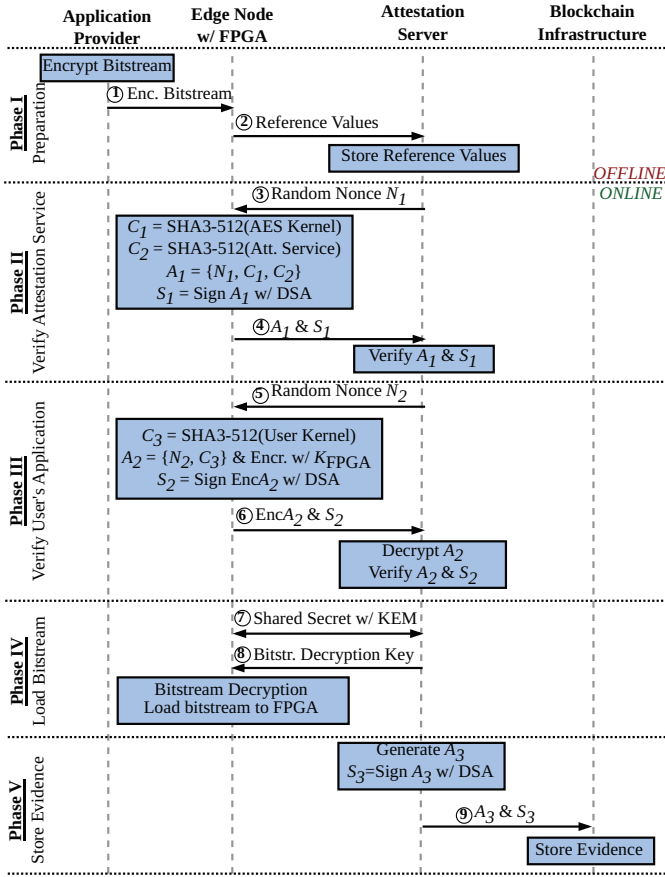 Application Provider
Edge Node w/ FPGA
Attestation Server
Blockchain Infrastructure
Phase I
Preparation
Encrypt Bitstream
① Enc. Bitstream
② Reference Values
Store Reference Values
OFFLINE
ONLINE
Phase II
Verify Attestation Service
③ Random Nonce N1
C1 = SHA3-512(AES Kernel)
C2 = SHA3-512(Att. Service)
A1 = {N1, C1, C2}
S1 = Sign A1 w/ DSA
④ A1 & S1
Verify A1 & S1
Phase III
Verify User's Application
⑤ Random Nonce N2
C3 = SHA3-512(User Kernel)
A2 = {N2, C3} & Encr. w/ KFPGA
S2 = Sign EncA2 w/ DSA
⑥ EncA2 & S2
Decrypt A2
Verify A2 & S2
Phase IV
Load Bitstream
⑦ Shared Secret w/ KEM
⑧ Bitstr. Decryption Key
Bitstream Decryption
Load bitstream to FPGA
Phase V
Store Evidence
Generate A3
S3=Sign A3 w/ DSA
⑨ A3 & S3
Store Evidence